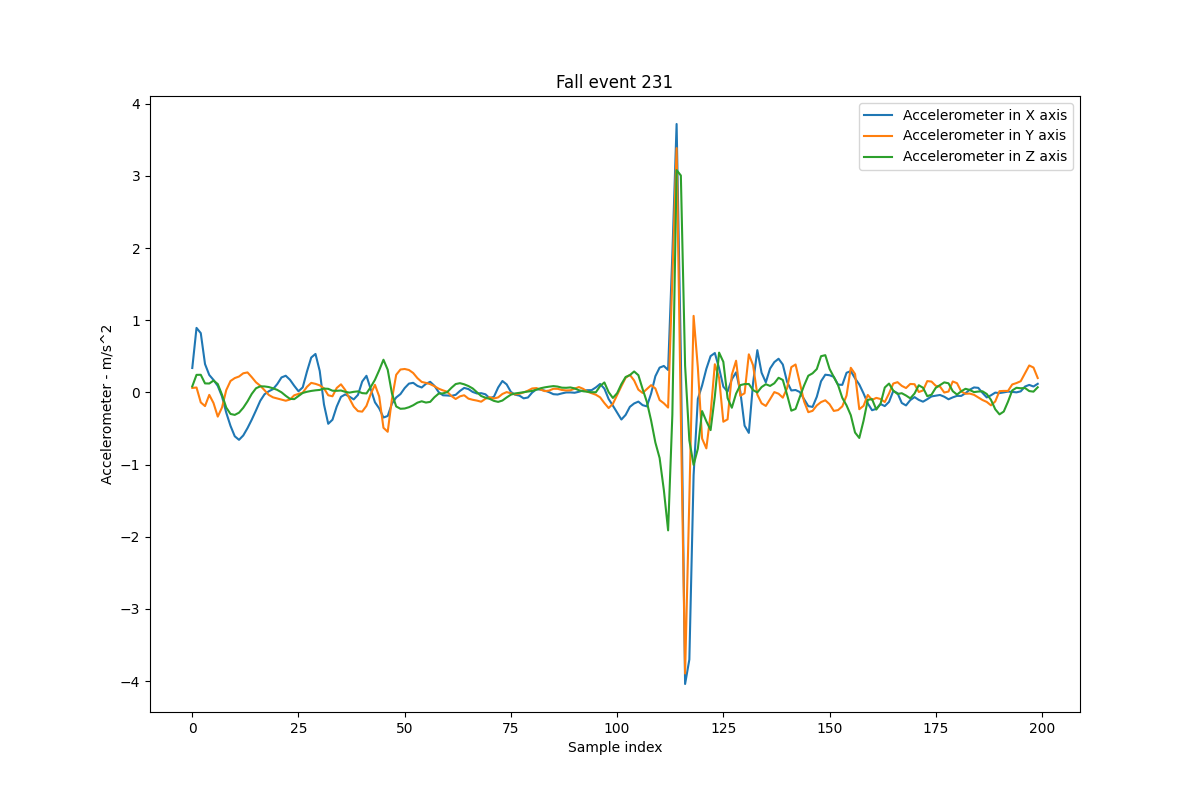 Fall event 231
Accelerometer in X axis
Accelerometer in Y axis
Accelerometer in Z axis
Accelerometer - m/s^2
4
3
2
1
0
−1
−2
−3
−4
0 25 50 75 100 125 150 175 200
Sample index